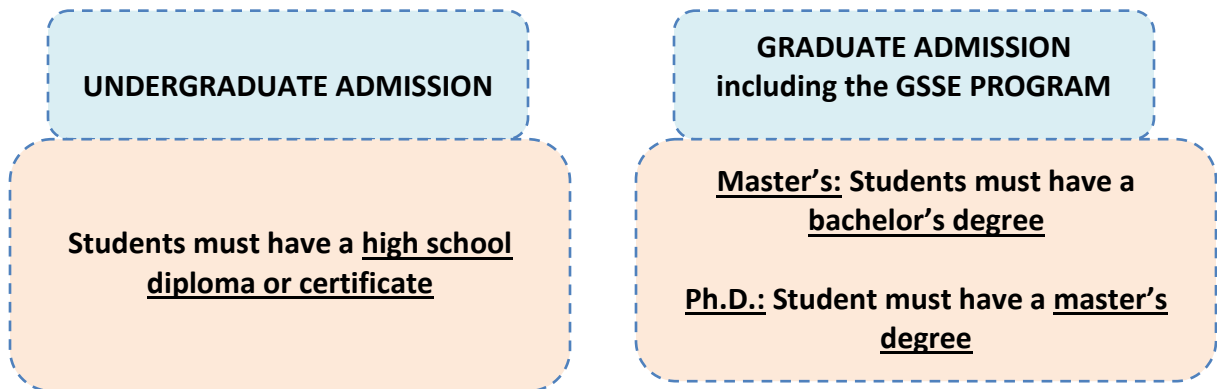 UNDERGRADUATE ADMISSION
Students must have a high school
diploma or certificate
GRADUATE ADMISSION
including the GSSE PROGRAM
Master’s: Students must have a
bachelor’s degree
Ph.D.: Student must have a master’s
degree